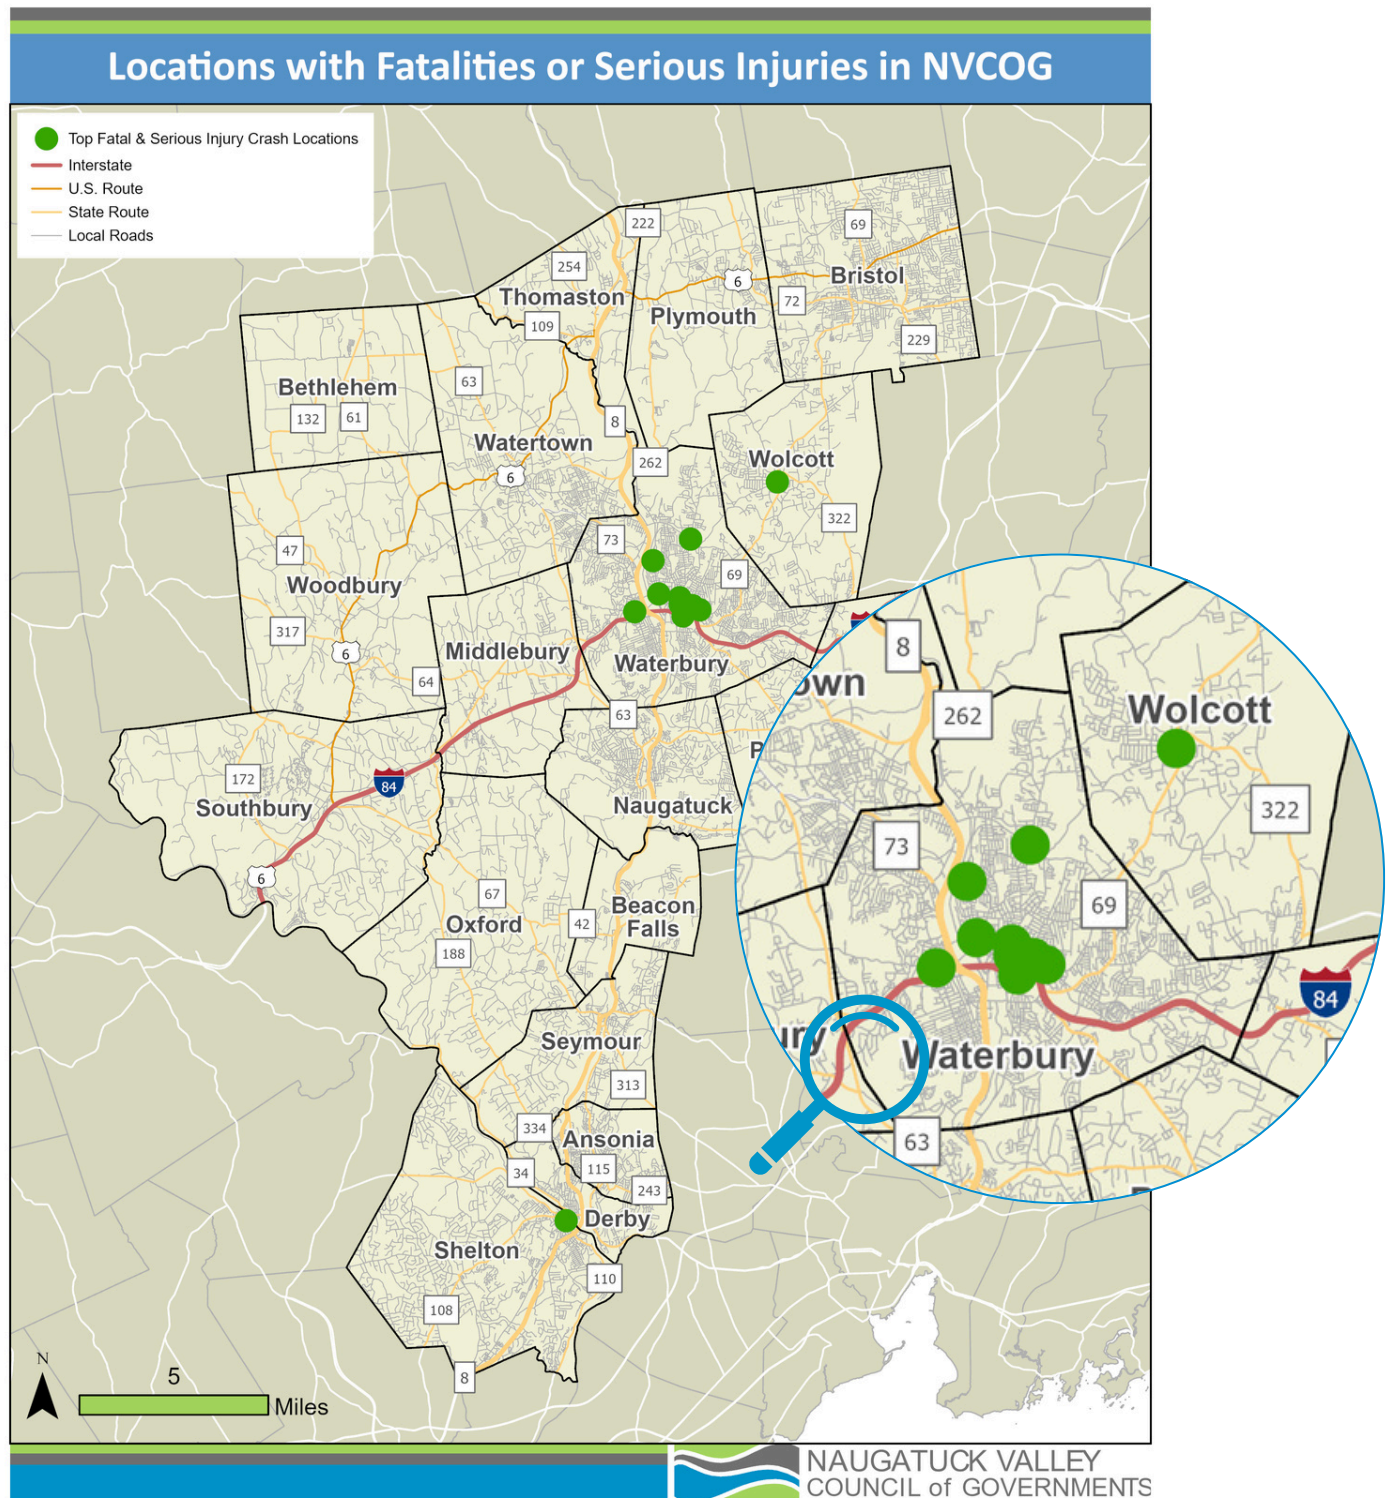 Locations with Fatalities or Serious Injuries in NVCOG
Top Fatal & Serious Injury Crash Locations
Interstate
U.S. Route
State Route
Local Roads
222
69
254
6
Bristol
Thomaston
72
Plymouth
109
229
63
Bethlehem
132
61
8
Watertown
262
Wolcott
6
322
73
47
69
Woodbury
317
6
Middlebury
Waterbury
64
63
172
84
Southbury
Naugatuck
6
67
Beacon
Falls
42
Oxford
188
Seymour
313
334
Ansonia
115
34
243
Derby
Shelton
110
108
8
8
own
262
Wolcott
322
73
69
84
ury
Waterbury
63
N
5
Miles
NAUGATUCK VALLEY
COUNCIL of GOVERNMENTS